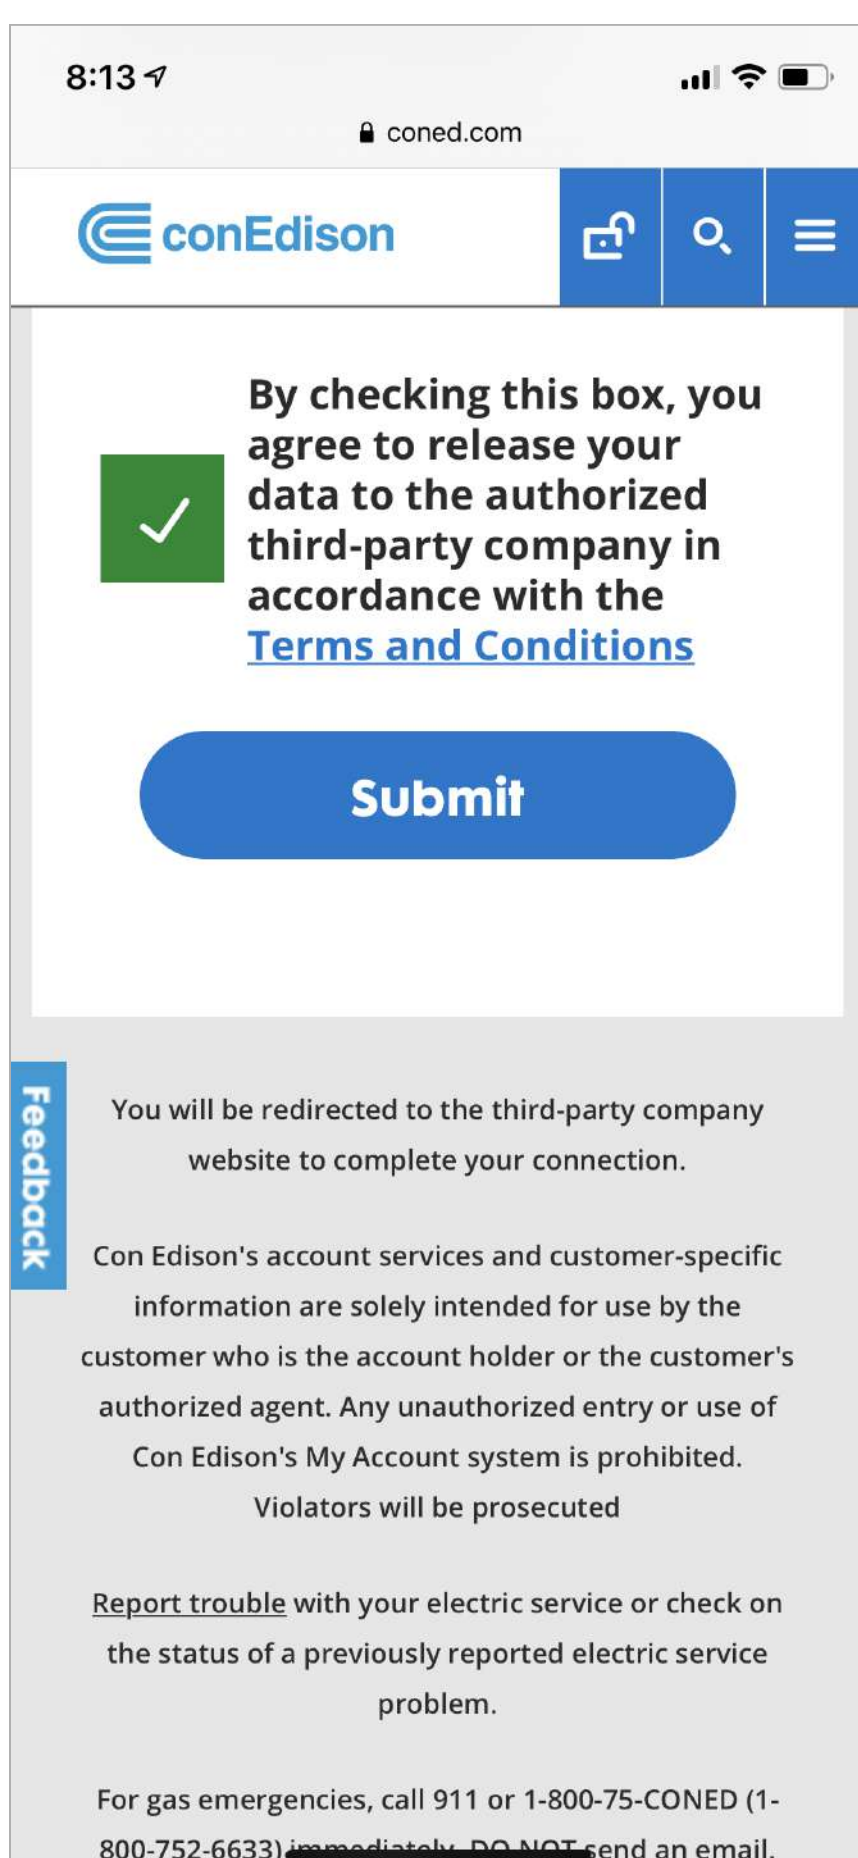 8:13
coned.com
conEdison
By checking this box, you
agree to release your
data to the authorized
third-party company in
accordance with the
Terms and Conditions
Submit
Feedback
You will be redirected to the third-party company
website to complete your connection.
Con Edison's account services and customer-specific
information are solely intended for use by the
customer who is the account holder or the customer's
authorized agent. Any unauthorized entry or use of
Con Edison's My Account system is prohibited.
Violators will be prosecuted
Report trouble with your electric service or check on
the status of a previously reported electric service
problem.
For gas emergencies, call 911 or 1-800-75-CONED (1-
800-752-6633) immediately. DO NOT send an email.